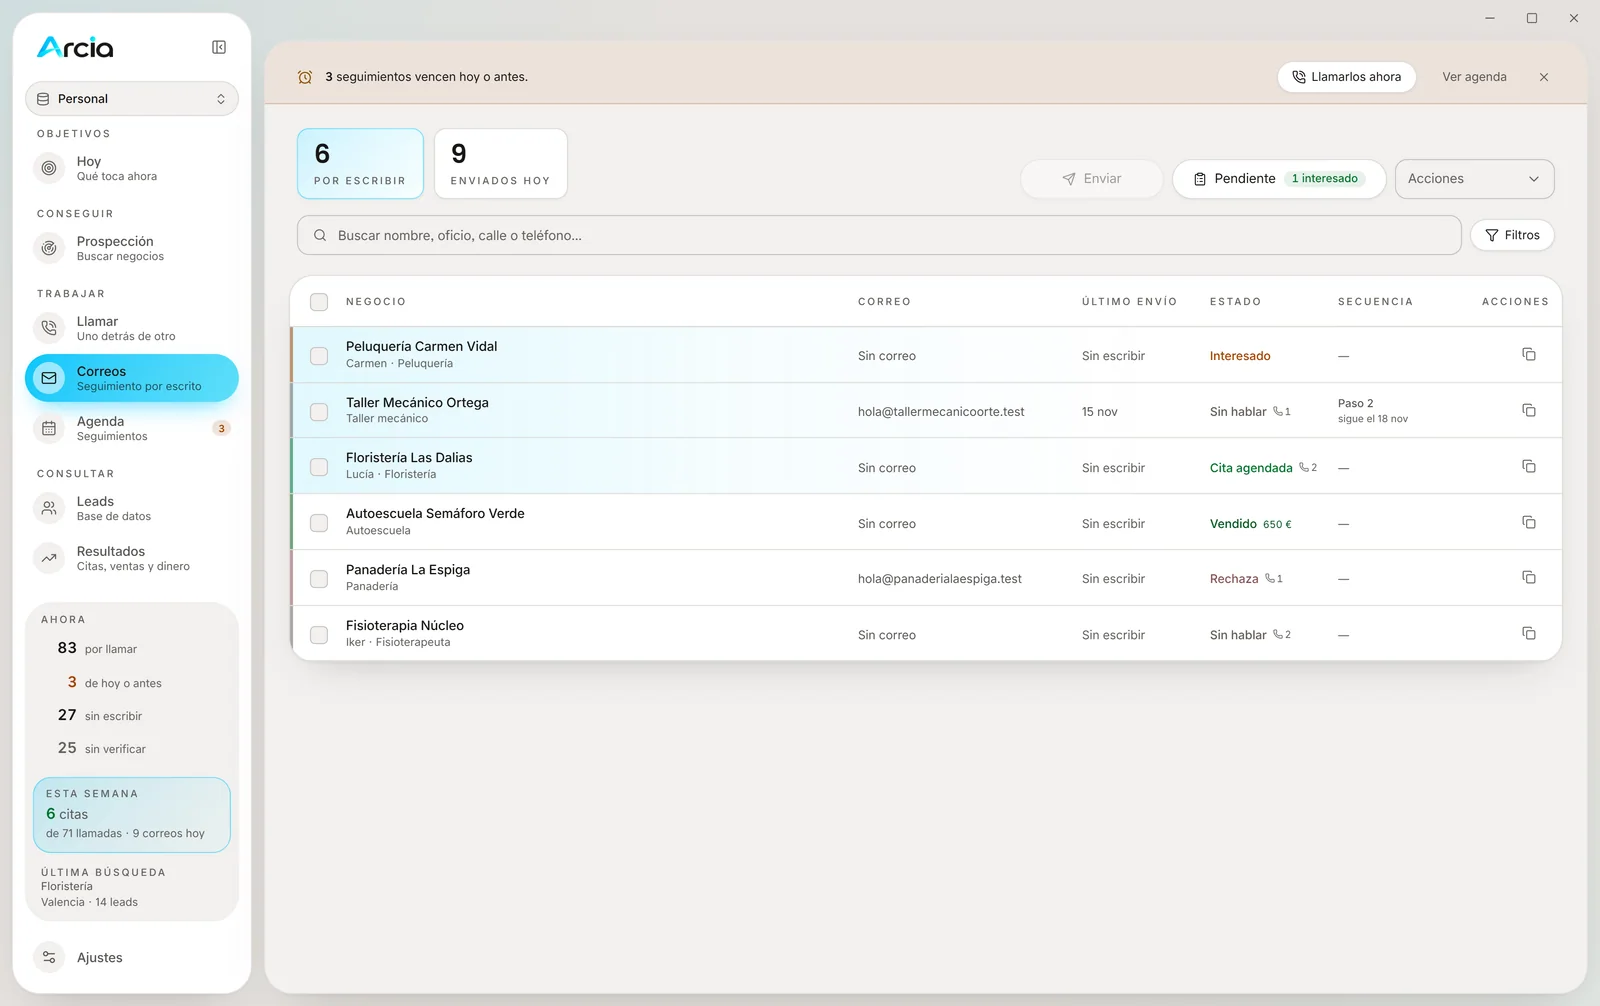 Arcia
Personal
OBJETIVOS
Hoy
Qué toca ahora
CONSEGUIR
Prospección
Buscar negocios
TRABAJAR
Llamar
Uno detrás de otro
Correos
Seguimiento por escrito
Agenda
Seguimientos
3
CONSULTAR
Leads
Base de datos
Resultados
Citas, ventas y dinero
AHORA
83 por llamar
3 de hoy o antes
27 sin escribir
25 sin verificar
ESTA SEMANA
6 citas
de 71 llamadas · 9 correos hoy
ÚLTIMA BÚSQUEDA
Floristería
Valencia · 14 leads
Ajustes
3 seguimientos vencen hoy o antes.
Llamarlos ahora
Ver agenda
6
POR ESCRIBIR
9
ENVIADOS HOY
Enviar
Pendiente 1 interesado
Acciones
Buscar nombre, oficio, calle o teléfono...
Filtros
NEGOCIO CORREO ÚLTIMO ENVÍO ESTADO SECUENCIA ACCIONES
Peluquería Carmen Vidal
Carmen · Peluquería
Sin correo Sin escribir Interesado —
Taller Mecánico Ortega
Taller mecánico
hola@tallermecanicoorte.test 15 nov Sin hablar 1
Paso 2
sigue el 18 nov
Floristería Las Dalias
Lucía · Floristería
Sin correo Sin escribir Cita agendada 2 —
Autoescuela Semáforo Verde
Autoescuela
Sin correo Sin escribir Vendido 650 € —
Panadería La Espiga
Panadería
hola@panaderialaespiga.test Sin escribir Rechaza 1 —
Fisioterapia Núcleo
Iker · Fisioterapeuta
Sin correo Sin escribir Sin hablar 2 —